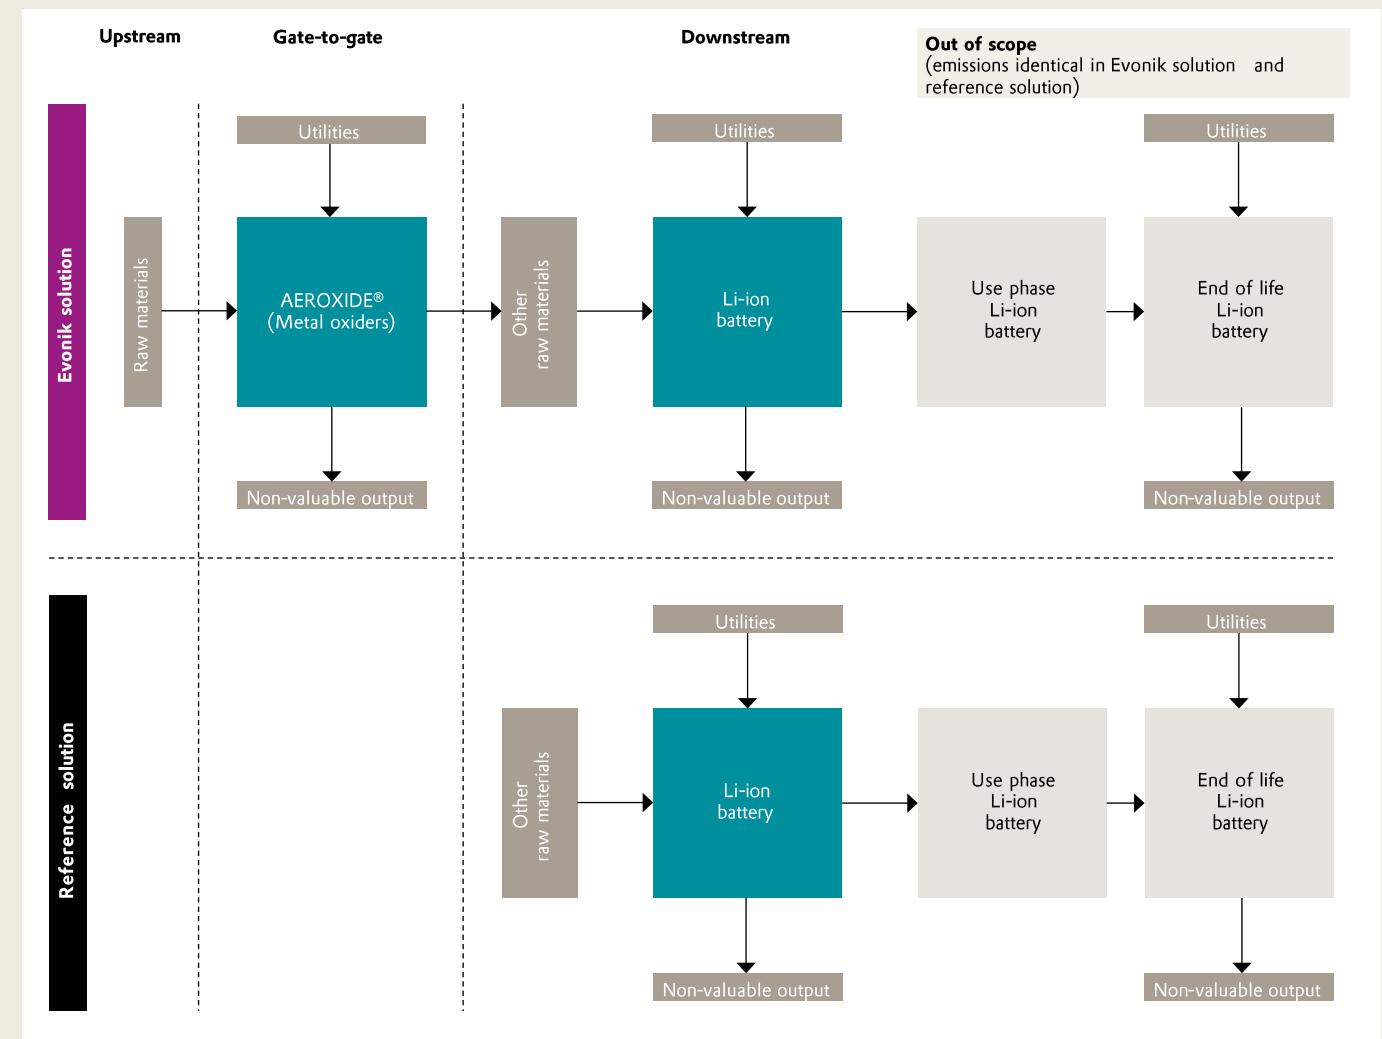 Upstream
Gate-to-gate
Downstream
Out of scope
(emissions identical in Evonik solution and
reference solution)
Evonik solution
Utilities
Utilities
Utilities
Raw materials
AEROXIDE®
(Metal oxiders)
Other
raw materials
Li-ion
battery
Use phase
Li-ion
battery
End of life
Li-ion
battery
Non-valuable output
Non-valuable output
Non-valuable output
Reference solution
Utilities
Utilities
Other
raw materials
Li-ion
battery
Use phase
Li-ion
battery
End of life
Li-ion
battery
Non-valuable output
Non-valuable output